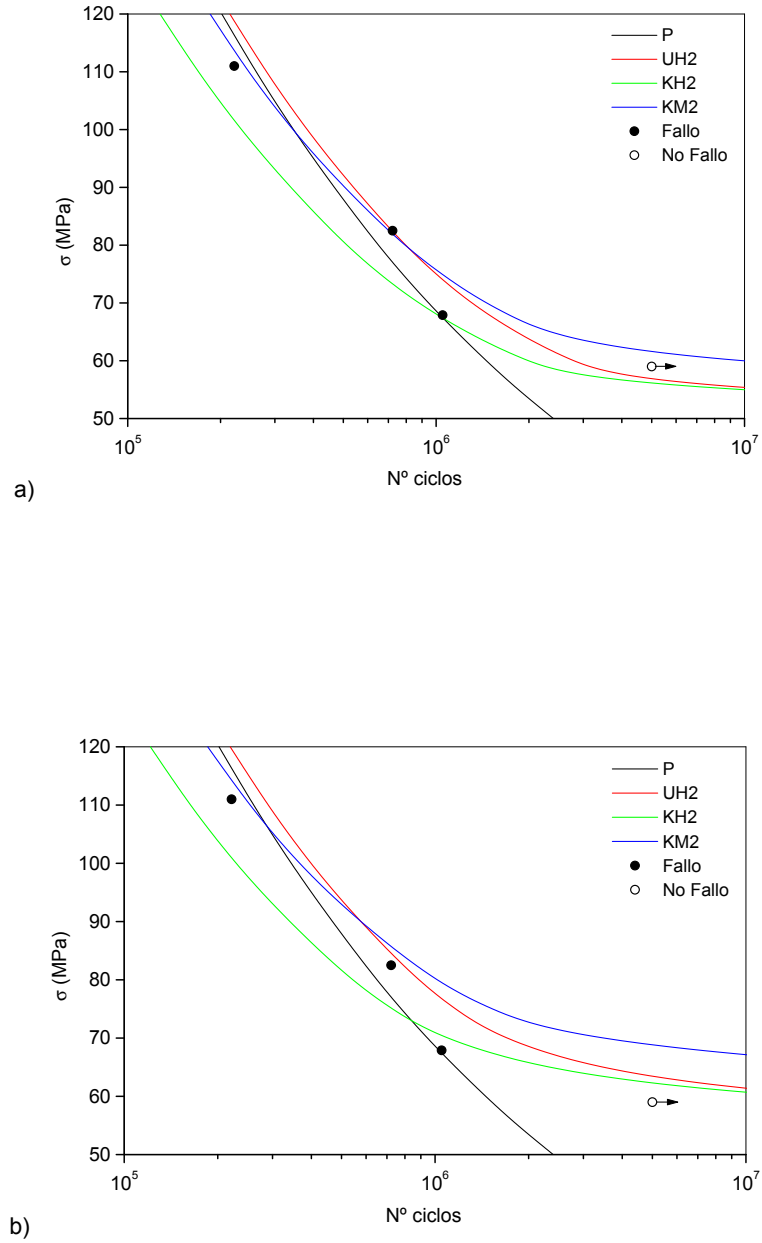 120
110
100
90
80
70
60
50
σ (MPa)
P
UH2
KH2
KM2
Fallo
No Fallo
10⁵
10⁶
10⁷
Nº ciclos
a)
120
110
100
90
80
70
60
50
σ (MPa)
P
UH2
KH2
KM2
Fallo
No Fallo
10⁵
10⁶
10⁷
Nº ciclos
b)